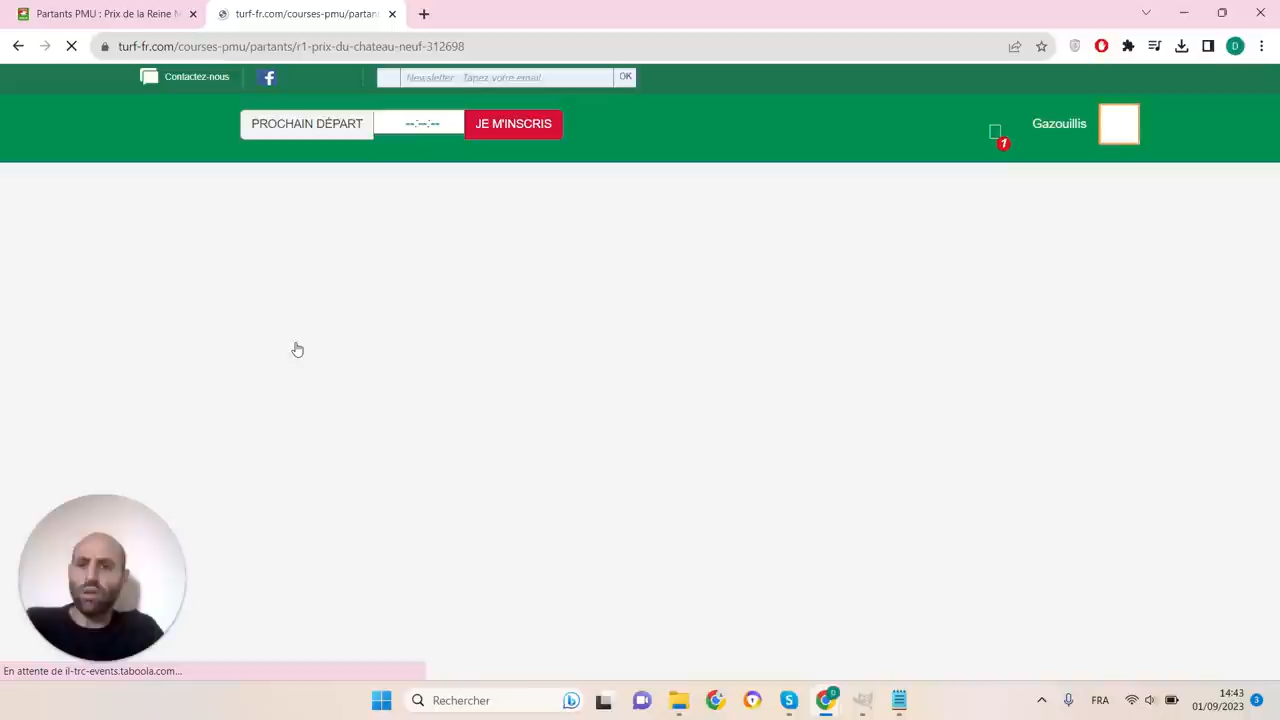 Partants PMU : Prix de la Reine M
turf-fr.com/courses-pmu/partan
turf-fr.com/courses-pmu/partants/r1-prix-du-chateau-neuf-312698
D
Contactez-nous
f
Newsletter Tapez votre email
OK
PROCHAIN DÉPART
--:--:--
JE M'INSCRIS
1
Gazouillis
En attente de il-trc-events.taboola.com...
Rechercher
D
FRA
14:43
01/09/2023
3